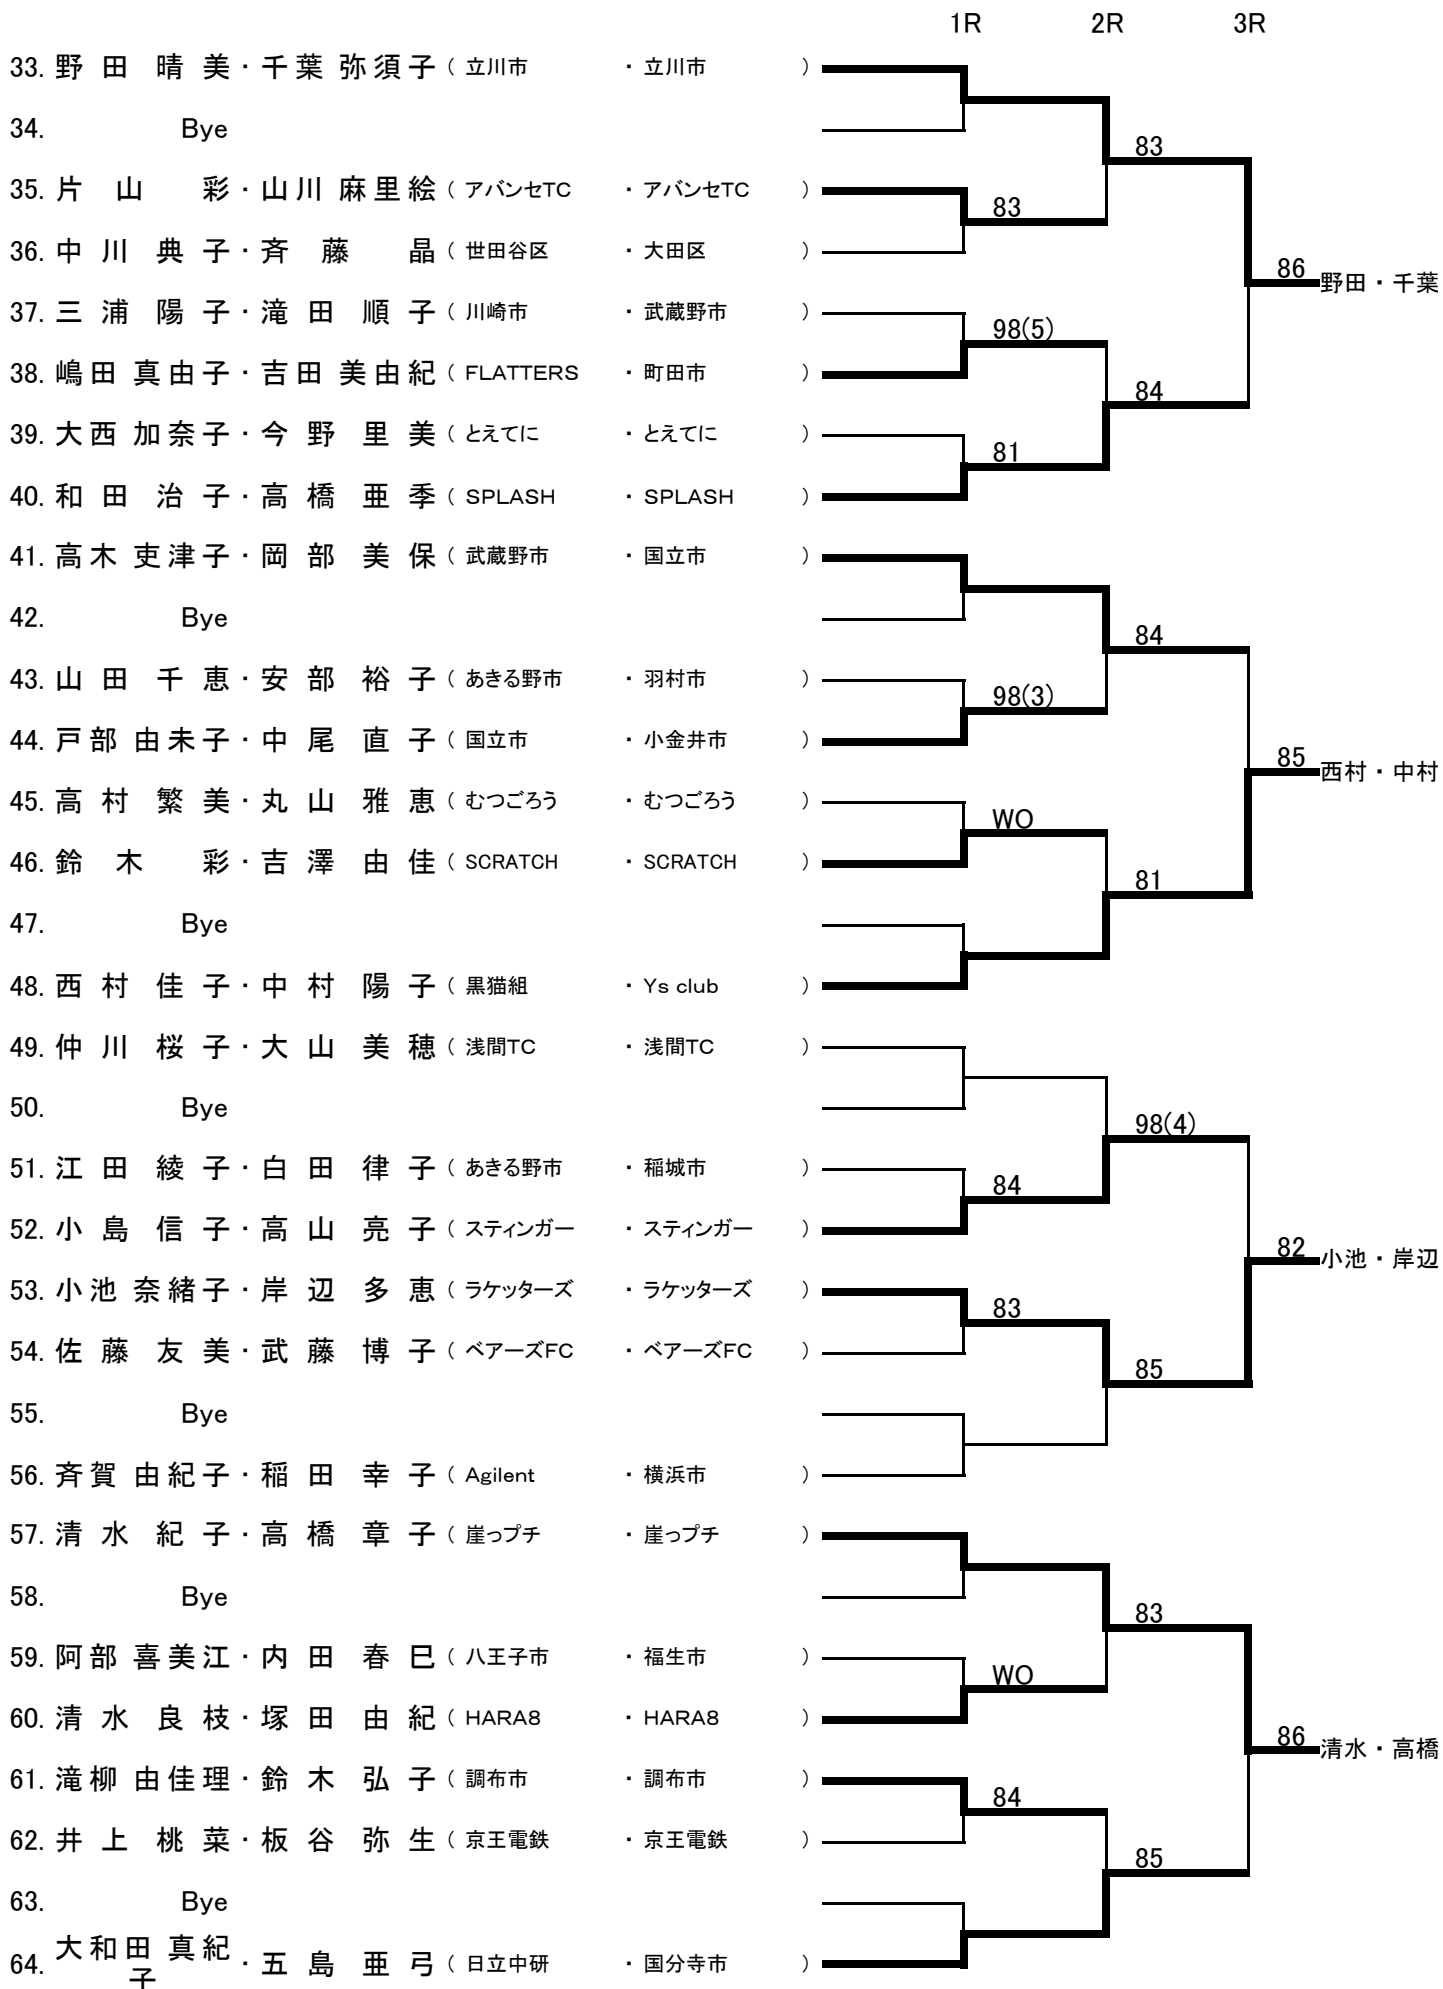 1R 2R 3R
33. 野田 晴美・千葉 弥須子 ( 立川市 ・ 立川市 )
34. Bye
83
35. 片山 彩・山川 麻里絵 ( アバンセTC ・ アバンセTC )
83
36. 中川 典子・斉藤 晶 ( 世田谷区 ・ 大田区 )
86 野田・千葉
37. 三浦 陽子・滝田 順子 ( 川崎市 ・ 武蔵野市 )
98(5)
38. 嶋田 真由子・吉田 美由紀 ( FLATTERS ・ 町田市 )
84
39. 大西 加奈子・今野 里美 ( とえてに ・ とえてに )
81
40. 和田 治子・高橋 亜季 ( SPLASH ・ SPLASH )
41. 高木 吏津子・岡部 美保 ( 武蔵野市 ・ 国立市 )
42. Bye
84
43. 山田 千恵・安部 裕子 ( あきる野市 ・ 羽村市 )
98(3)
44. 戸部 由未子・中尾 直子 ( 国立市 ・ 小金井市 )
85 西村・中村
45. 高村 繁美・丸山 雅恵 ( むつごろう ・ むつごろう )
WO
46. 鈴木 彩・吉澤 由佳 ( SCRATCH ・ SCRATCH )
81
47. Bye
48. 西村 佳子・中村 陽子 ( 黒猫組 ・ Ys club )
49. 仲川 桜子・大山 美穂 ( 浅間TC ・ 浅間TC )
50. Bye
98(4)
51. 江田 綾子・白田 律子 ( あきる野市 ・ 稲城市 )
84
52. 小島 信子・高山 亮子 ( スティンガー ・ スティンガー )
82 小池・岸辺
53. 小池 奈緒子・岸辺 多恵 ( ラケッターズ ・ ラケッターズ )
83
54. 佐藤 友美・武藤 博子 ( ベアーズFC ・ ベアーズFC )
85
55. Bye
56. 斉賀 由紀子・稲田 幸子 ( Agilent ・ 横浜市 )
57. 清水 紀子・高橋 章子 ( 崖っプチ ・ 崖っプチ )
58. Bye
83
59. 阿部 喜美江・内田 春巳 ( 八王子市 ・ 福生市 )
WO
60. 清水 良枝・塚田 由紀 ( HARA8 ・ HARA8 )
86 清水・高橋
61. 滝柳 由佳理・鈴木 弘子 ( 調布市 ・ 調布市 )
84
62. 井上 桃菜・板谷 弥生 ( 京王電鉄 ・ 京王電鉄 )
85
63. Bye
64. 大和田 真紀子・五島 亜弓 ( 日立中研 ・ 国分寺市 )